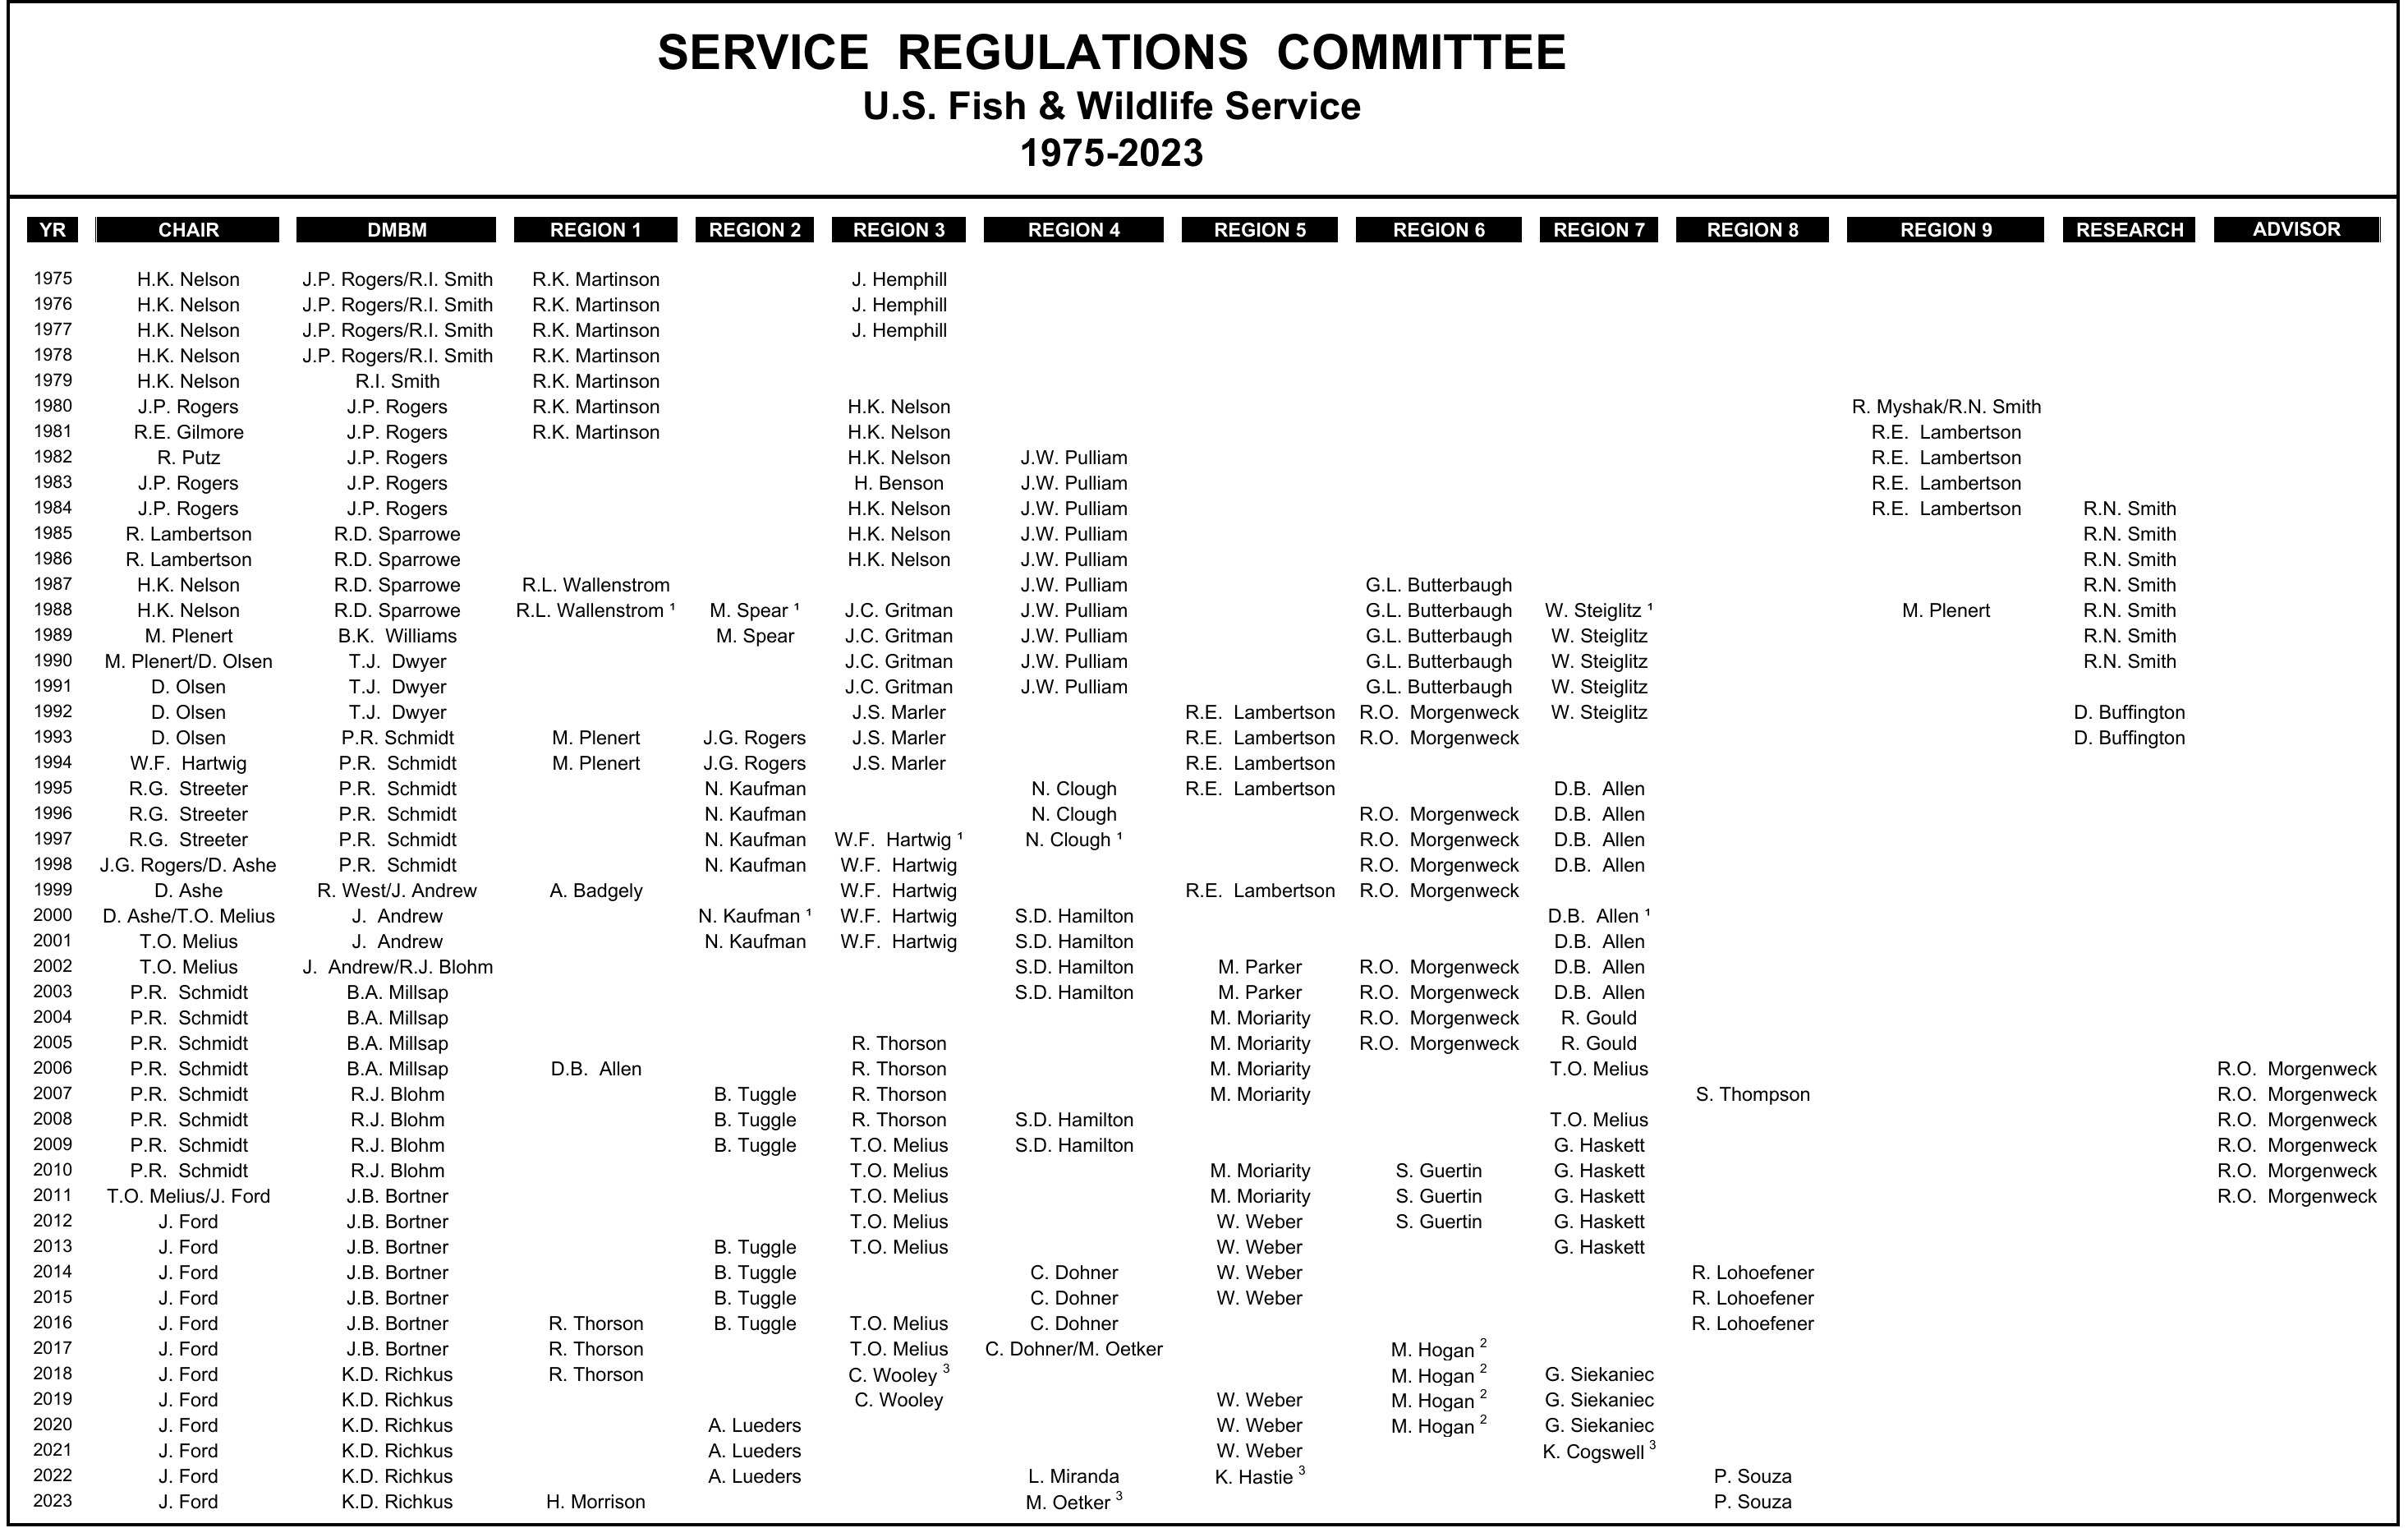 SERVICE REGULATIONS COMMITTEE
U.S. Fish & Wildlife Service
1975-2023
YR CHAIR DMBM REGION 1 REGION 2 REGION 3 REGION 4 REGION 5 REGION 6 REGION 7 REGION 8 REGION 9 RESEARCH ADVISOR
1975 H.K. Nelson J.P. Rogers/R.I. Smith R.K. Martinson J. Hemphill
1976 H.K. Nelson J.P. Rogers/R.I. Smith R.K. Martinson J. Hemphill
1977 H.K. Nelson J.P. Rogers/R.I. Smith R.K. Martinson J. Hemphill
1978 H.K. Nelson J.P. Rogers/R.I. Smith R.K. Martinson
1979 H.K. Nelson R.I. Smith R.K. Martinson
1980 J.P. Rogers J.P. Rogers R.K. Martinson H.K. Nelson R. Myshak/R.N. Smith
1981 R.E. Gilmore J.P. Rogers R.K. Martinson H.K. Nelson R.E. Lambertson
1982 R. Putz J.P. Rogers H.K. Nelson J.W. Pulliam R.E. Lambertson
1983 J.P. Rogers J.P. Rogers H. Benson J.W. Pulliam R.E. Lambertson
1984 J.P. Rogers J.P. Rogers H.K. Nelson J.W. Pulliam R.E. Lambertson R.N. Smith
1985 R. Lambertson R.D. Sparrowe H.K. Nelson J.W. Pulliam R.N. Smith
1986 R. Lambertson R.D. Sparrowe H.K. Nelson J.W. Pulliam R.N. Smith
1987 H.K. Nelson R.D. Sparrowe R.L. Wallenstrom J.W. Pulliam G.L. Butterbaugh R.N. Smith
1988 H.K. Nelson R.D. Sparrowe R.L. Wallenstrom ¹ M. Spear ¹ J.C. Gritman J.W. Pulliam G.L. Butterbaugh W. Steiglitz ¹ M. Plenert R.N. Smith
1989 M. Plenert B.K. Williams M. Spear J.C. Gritman J.W. Pulliam G.L. Butterbaugh W. Steiglitz R.N. Smith
1990 M. Plenert/D. Olsen T.J. Dwyer J.C. Gritman J.W. Pulliam G.L. Butterbaugh W. Steiglitz R.N. Smith
1991 D. Olsen T.J. Dwyer J.C. Gritman J.W. Pulliam G.L. Butterbaugh W. Steiglitz
1992 D. Olsen T.J. Dwyer J.S. Marler R.E. Lambertson R.O. Morgenweck W. Steiglitz D. Buffington
1993 D. Olsen P.R. Schmidt M. Plenert J.G. Rogers J.S. Marler R.E. Lambertson R.O. Morgenweck D. Buffington
1994 W.F. Hartwig P.R. Schmidt M. Plenert J.G. Rogers J.S. Marler R.E. Lambertson
1995 R.G. Streeter P.R. Schmidt N. Kaufman N. Clough R.E. Lambertson D.B. Allen
1996 R.G. Streeter P.R. Schmidt N. Kaufman N. Clough R.O. Morgenweck D.B. Allen
1997 R.G. Streeter P.R. Schmidt N. Kaufman W.F. Hartwig ¹ N. Clough ¹ R.O. Morgenweck D.B. Allen
1998 J.G. Rogers/D. Ashe P.R. Schmidt N. Kaufman W.F. Hartwig R.O. Morgenweck D.B. Allen
1999 D. Ashe R. West/J. Andrew A. Badgely W.F. Hartwig R.E. Lambertson R.O. Morgenweck
2000 D. Ashe/T.O. Melius J. Andrew N. Kaufman ¹ W.F. Hartwig S.D. Hamilton D.B. Allen ¹
2001 T.O. Melius J. Andrew N. Kaufman W.F. Hartwig S.D. Hamilton D.B. Allen
2002 T.O. Melius J. Andrew/R.J. Blohm S.D. Hamilton M. Parker R.O. Morgenweck D.B. Allen
2003 P.R. Schmidt B.A. Millsap S.D. Hamilton M. Parker R.O. Morgenweck D.B. Allen
2004 P.R. Schmidt B.A. Millsap M. Moriarity R.O. Morgenweck R. Gould
2005 P.R. Schmidt B.A. Millsap R. Thorson M. Moriarity R.O. Morgenweck R. Gould
2006 P.R. Schmidt B.A. Millsap D.B. Allen R. Thorson M. Moriarity T.O. Melius R.O. Morgenweck
2007 P.R. Schmidt R.J. Blohm B. Tuggle R. Thorson M. Moriarity S. Thompson R.O. Morgenweck
2008 P.R. Schmidt R.J. Blohm B. Tuggle R. Thorson S.D. Hamilton T.O. Melius R.O. Morgenweck
2009 P.R. Schmidt R.J. Blohm B. Tuggle T.O. Melius S.D. Hamilton G. Haskett R.O. Morgenweck
2010 P.R. Schmidt R.J. Blohm T.O. Melius M. Moriarity S. Guertin G. Haskett R.O. Morgenweck
2011 T.O. Melius/J. Ford J.B. Bortner T.O. Melius M. Moriarity S. Guertin G. Haskett R.O. Morgenweck
2012 J. Ford J.B. Bortner T.O. Melius W. Weber S. Guertin G. Haskett
2013 J. Ford J.B. Bortner B. Tuggle T.O. Melius W. Weber G. Haskett
2014 J. Ford J.B. Bortner B. Tuggle C. Dohner W. Weber R. Lohoefener
2015 J. Ford J.B. Bortner B. Tuggle C. Dohner W. Weber R. Lohoefener
2016 J. Ford J.B. Bortner R. Thorson B. Tuggle T.O. Melius C. Dohner R. Lohoefener
2017 J. Ford J.B. Bortner R. Thorson T.O. Melius C. Dohner/M. Oetker M. Hogan ²
2018 J. Ford K.D. Richkus R. Thorson C. Wooley ³ M. Hogan ² G. Siekaniec
2019 J. Ford K.D. Richkus C. Wooley W. Weber M. Hogan ² G. Siekaniec
2020 J. Ford K.D. Richkus A. Lueders W. Weber M. Hogan ² G. Siekaniec
2021 J. Ford K.D. Richkus A. Lueders W. Weber K. Cogswell ³
2022 J. Ford K.D. Richkus A. Lueders L. Miranda K. Hastie ³ P. Souza
2023 J. Ford K.D. Richkus H. Morrison M. Oetker ³ P. Souza